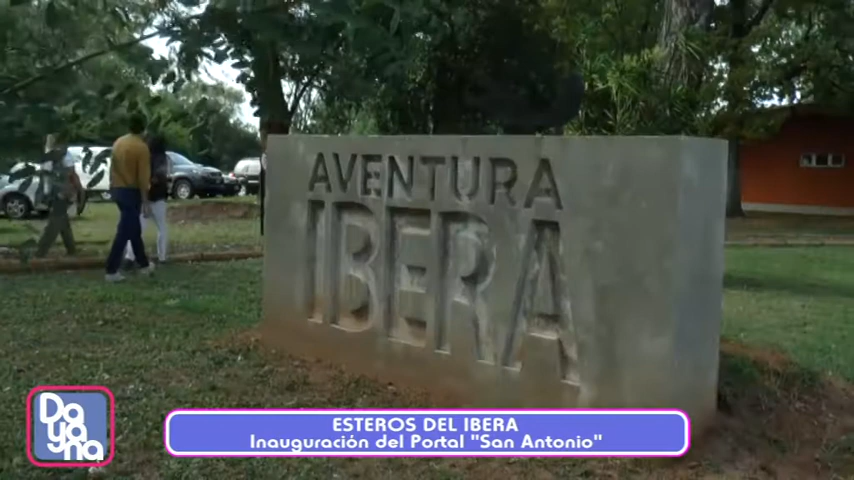 AVENTURA
IBERA
Dayana
ESTEROS DEL IBERA
Inauguración del Portal "San Antonio"